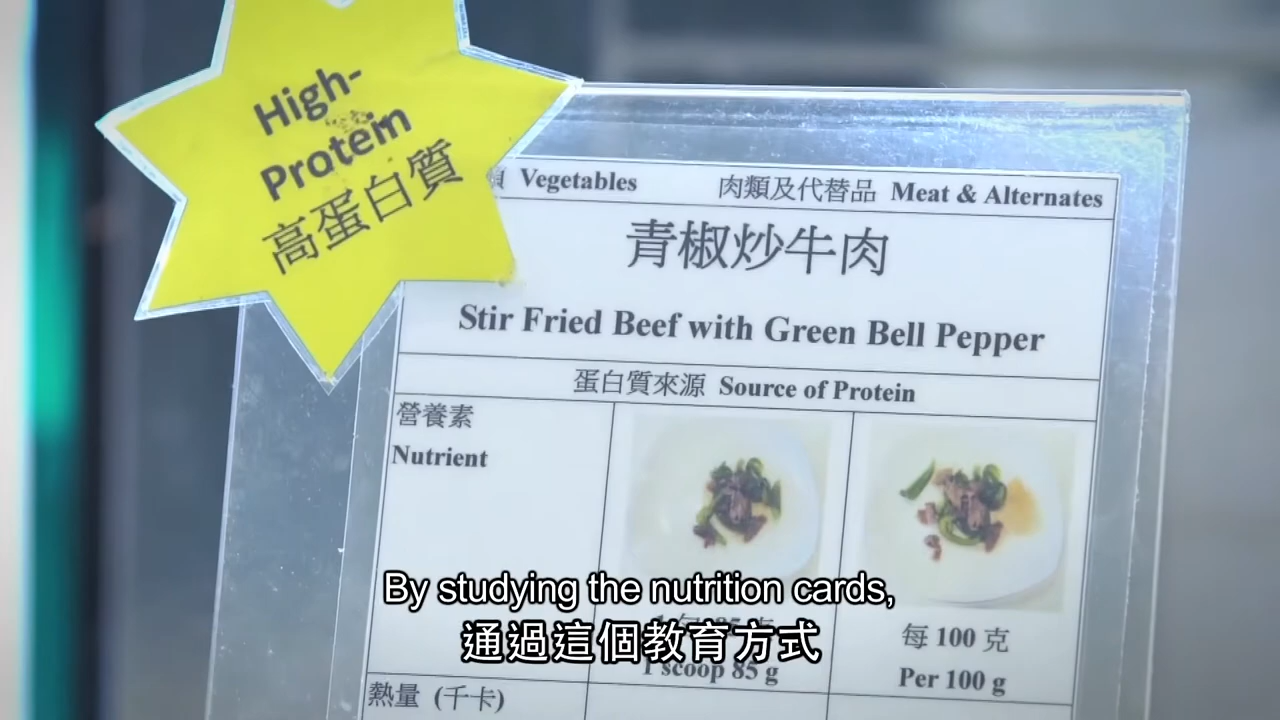 High-
Protein
高蛋白質
類 Vegetables
肉類及代替品 Meat & Alternates
青椒炒牛肉
Stir Fried Beef with Green Bell Pepper
蛋白質來源 Source of Protein
營養素
Nutrient
1 scoop 85 g
每 100 克
Per 100 g
By studying the nutrition cards,
通過這個教育方式
熱量 (千卡)